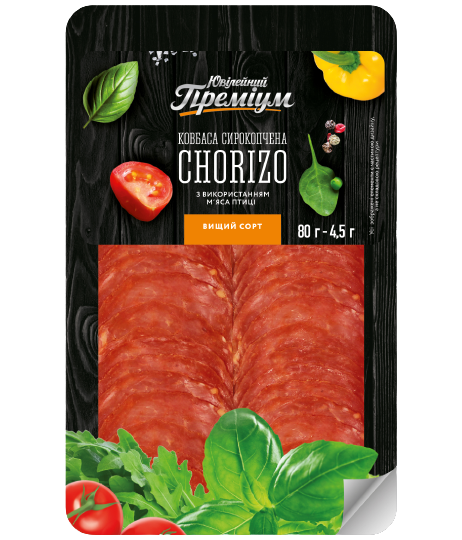 Ювілейний
Преміум
КОВБАСА СИРОКОПЧЕНА
CHORIZO
З ВИКОРИСТАННЯМ
М'ЯСА ПТИЦІ
ВИЩИЙ СОРТ
80 г - 4,5 г